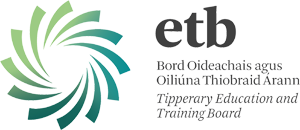 etb
Bord Oideachais agus
Oiliúna Thiobraid Árann
Tipperary Education and
Training Board